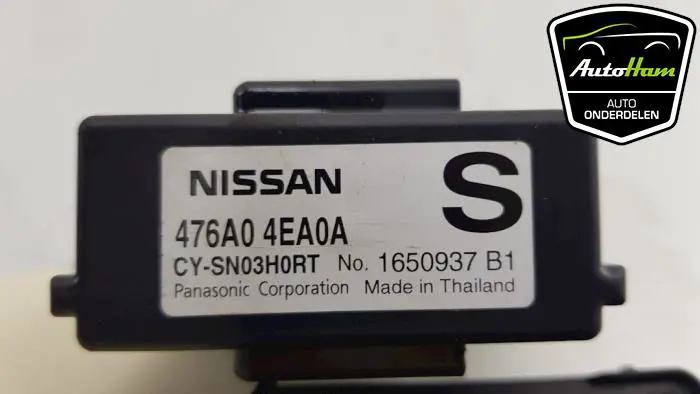 AutoHam
AUTO
ONDERDELEN
NISSAN
S
476A0 4EA0A
CY-SN03H0RT No. 1650937 B1
Panasonic Corporation Made in Thailand